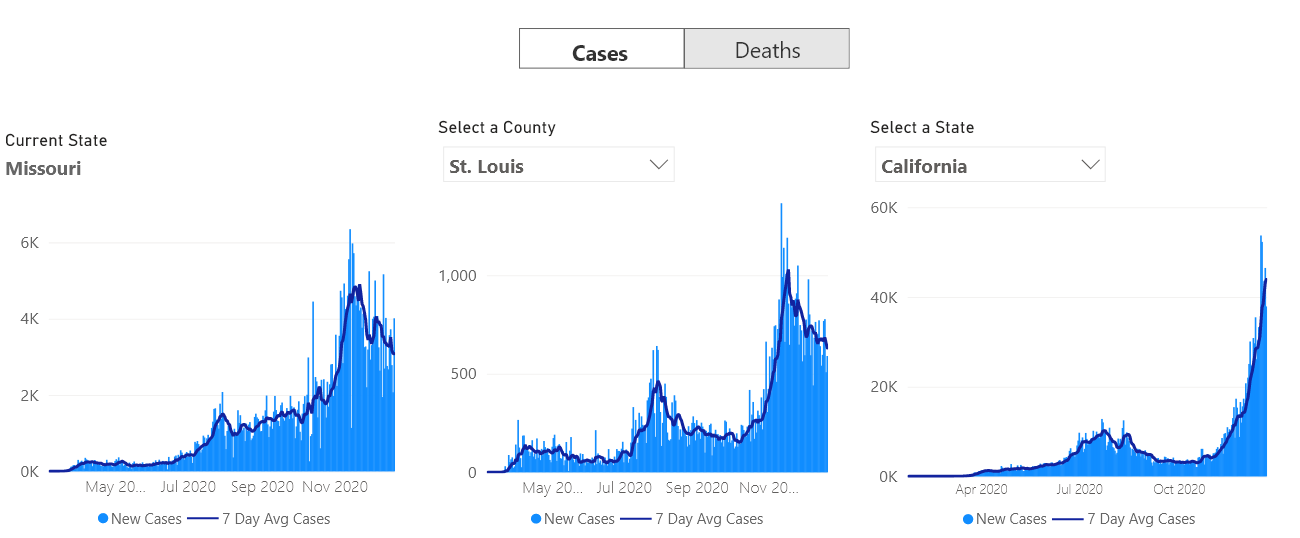 Cases
Deaths
Current State
Missouri
6K
4K
2K
0K
May 20...
Jul 2020
Sep 2020
Nov 2020
New Cases
7 Day Avg Cases
Select a County
St. Louis
1,000
500
0
May 20...
Jul 2020
Sep 2020
Nov 20...
New Cases
7 Day Avg Cases
Select a State
California
60K
40K
20K
0K
Apr 2020
Jul 2020
Oct 2020
New Cases
7 Day Avg Cases